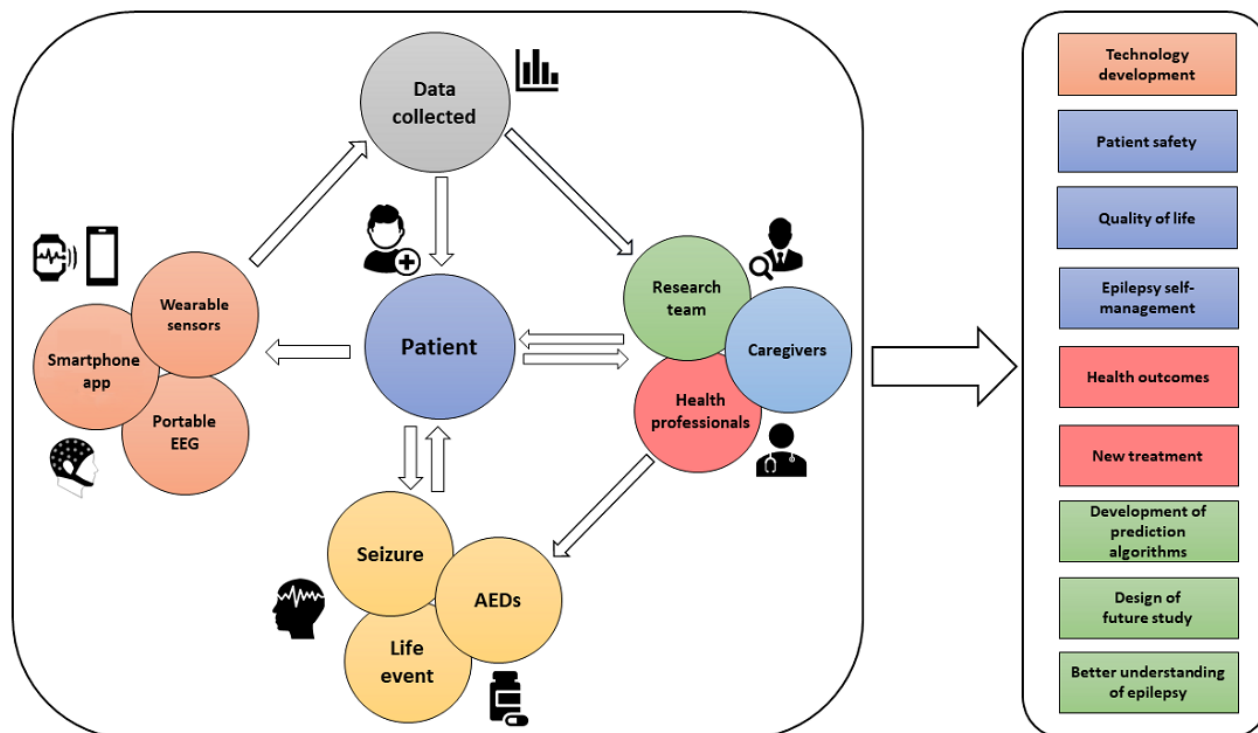 Data
collected
Wearable
sensors
Smartphone
app
Portable
EEG
Patient
Research
team
Caregivers
Health
professionals
Seizure
AEDs
Life
event
Technology
development
Patient safety
Quality of life
Epilepsy self-
management
Health outcomes
New treatment
Development of
prediction
algorithms
Design of
future study
Better understanding
of epilepsy